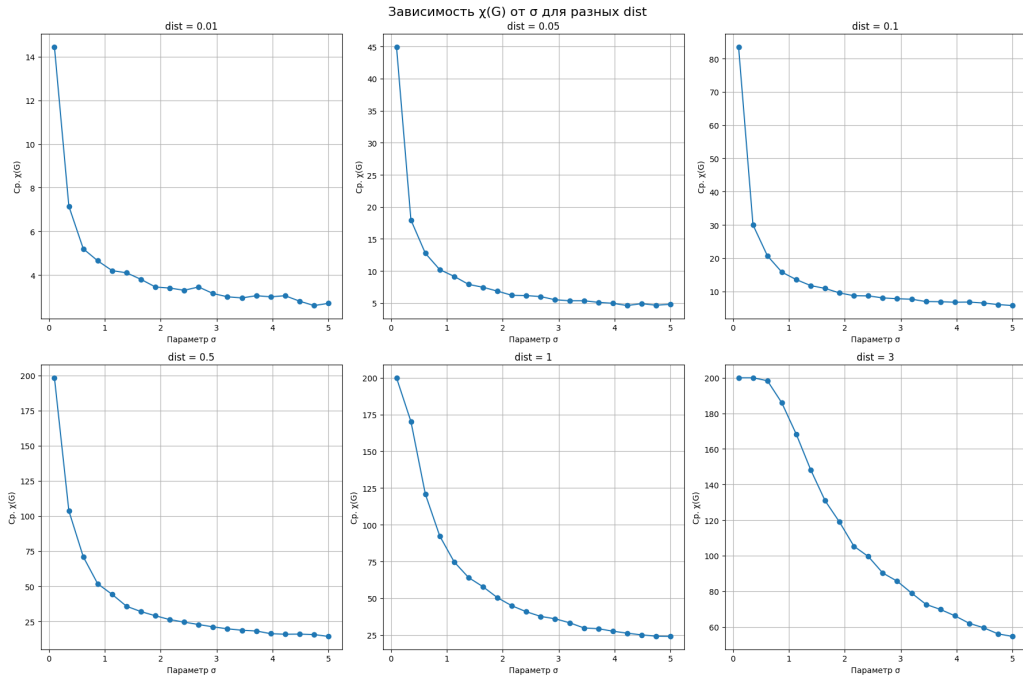 Зависимость χ(G) от σ для разных dist
dist = 0.01
14
12
10
8
6
4
Ср. χ(G)
0 1 2 3 4 5
Параметр σ
dist = 0.05
45
40
35
30
25
20
15
10
5
Ср. χ(G)
0 1 2 3 4 5
Параметр σ
dist = 0.1
80
70
60
50
40
30
20
10
Ср. χ(G)
0 1 2 3 4 5
Параметр σ
dist = 0.5
200
175
150
125
100
75
50
25
Ср. χ(G)
0 1 2 3 4 5
Параметр σ
dist = 1
200
175
150
125
100
75
50
25
Ср. χ(G)
0 1 2 3 4 5
Параметр σ
dist = 3
200
180
160
140
120
100
80
60
Ср. χ(G)
0 1 2 3 4 5
Параметр σ